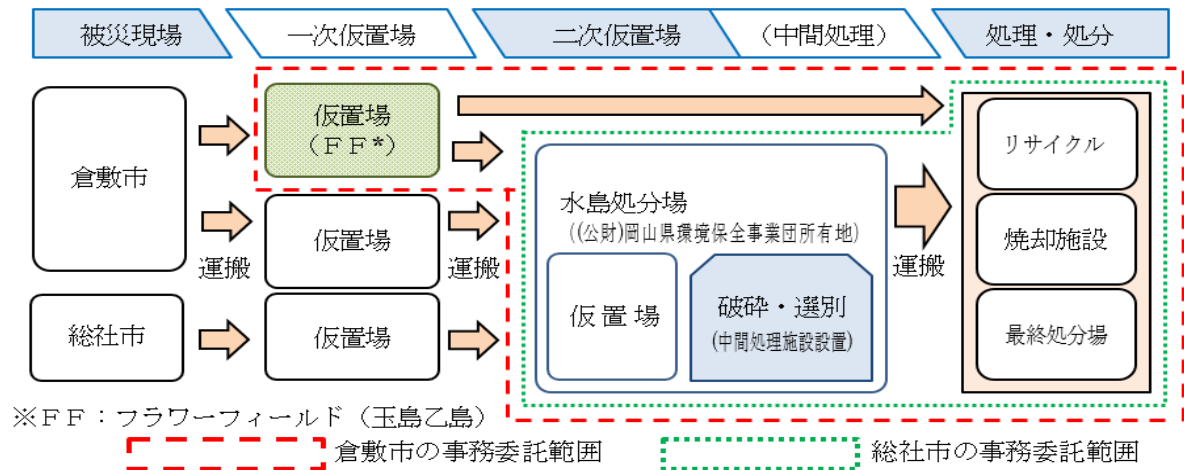 被災現場
一次仮置場
二次仮置場
(中間処理)
処理・処分
倉敷市
総社市
運搬
仮置場
(FF*)
仮置場
仮置場
運搬
水島処分場
((公財)岡山県環境保全事業団所有地)
仮置場
破砕・選別
(中間処理施設設置)
運搬
リサイクル
焼却施設
最終処分場
※FF:フラワーフィールド(玉島乙島)
倉敷市の事務委託範囲
総社市の事務委託範囲